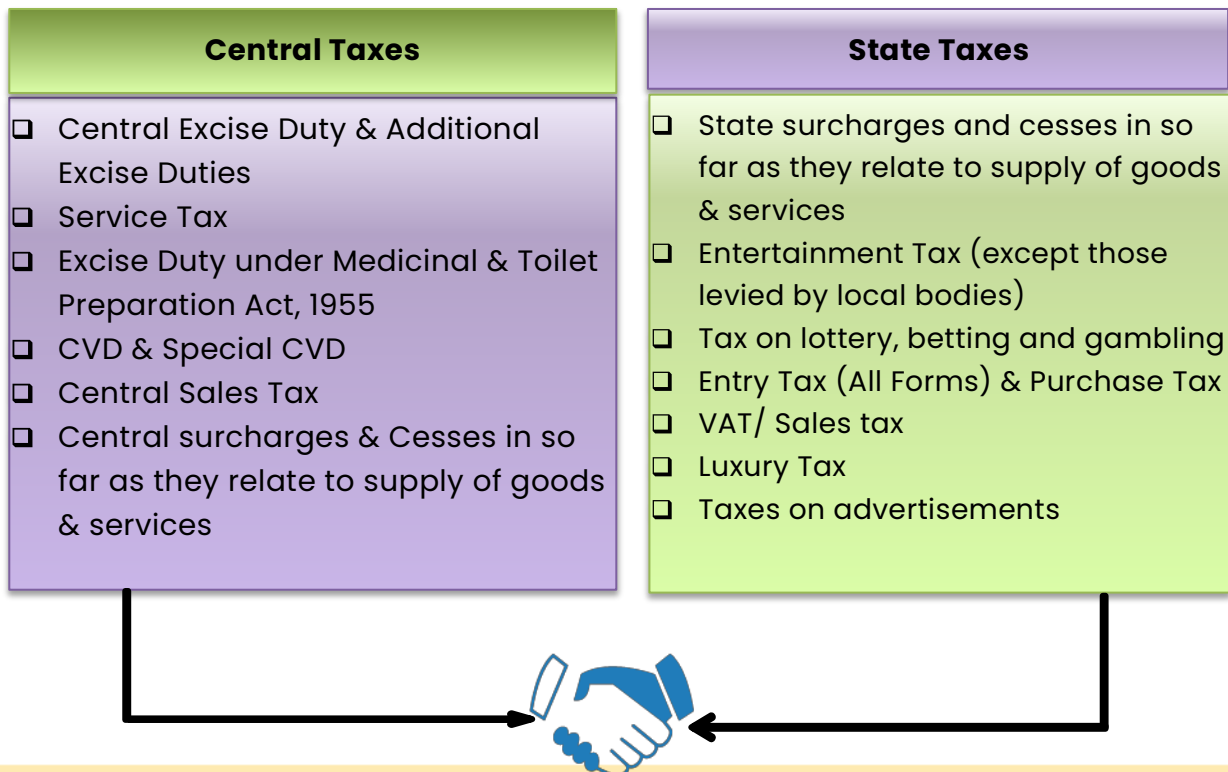 Central Taxes
❑ Central Excise Duty & Additional
Excise Duties
❑ Service Tax
❑ Excise Duty under Medicinal & Toilet
Preparation Act, 1955
❑ CVD & Special CVD
❑ Central Sales Tax
❑ Central surcharges & Cesses in so
far as they relate to supply of goods
& services
State Taxes
❑ State surcharges and cesses in so
far as they relate to supply of goods
& services
❑ Entertainment Tax (except those
levied by local bodies)
❑ Tax on lottery, betting and gambling
❑ Entry Tax (All Forms) & Purchase Tax
❑ VAT/ Sales tax
❑ Luxury Tax
❑ Taxes on advertisements